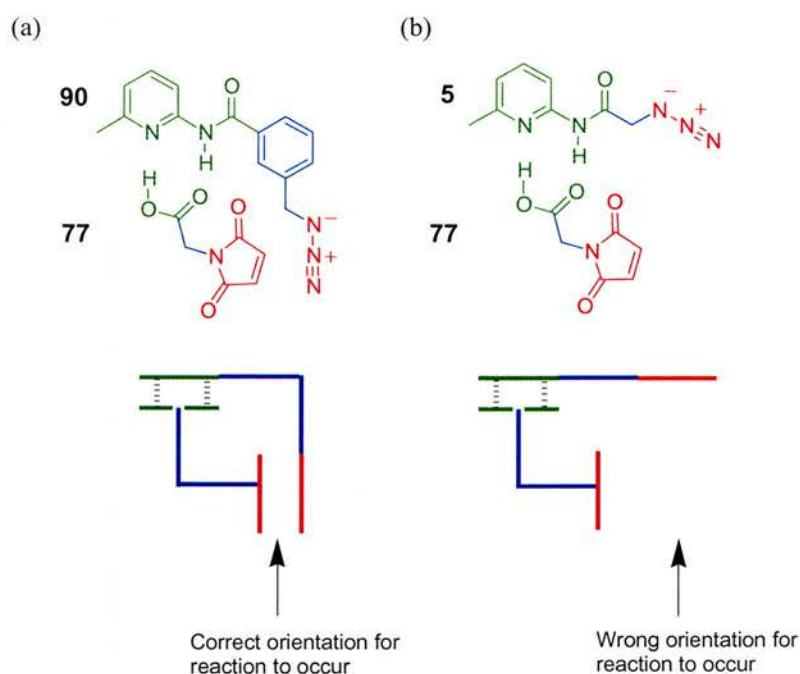 (a)
(b)
90
5
O
O
N
N
H
N
N
H
N
−
N
+
N
H
O
O
O
N
O
77
N
−
N
+
N
H
O
O
O
N
O
77
Correct orientation for
reaction to occur
Wrong orientation for
reaction to occur